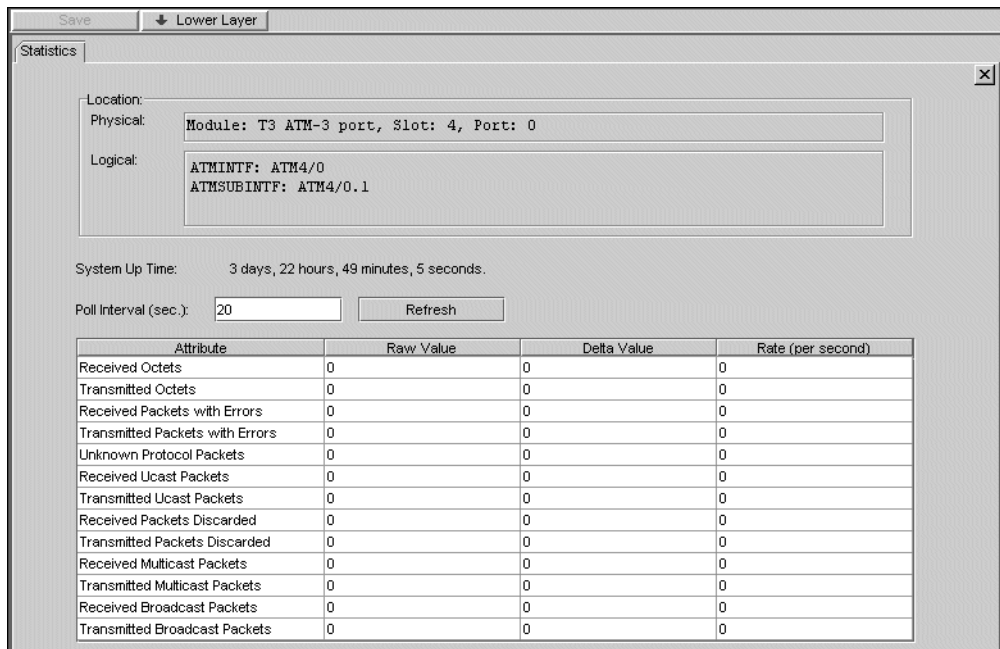 Save Lower Layer
Statistics
Location:
Physical: Module: T3 ATM-3 port, Slot: 4, Port: 0
Logical: ATMINTF: ATM4/0
ATMSUBINTF: ATM4/0.1
System Up Time: 3 days, 22 hours, 49 minutes, 5 seconds.
Poll Interval (sec.): 20 Refresh
Attribute Raw Value Delta Value Rate (per second)
Received Octets 0 0 0
Transmitted Octets 0 0 0
Received Packets with Errors 0 0 0
Transmitted Packets with Errors 0 0 0
Unknown Protocol Packets 0 0 0
Received Ucast Packets 0 0 0
Transmitted Ucast Packets 0 0 0
Received Packets Discarded 0 0 0
Transmitted Packets Discarded 0 0 0
Received Multicast Packets 0 0 0
Transmitted Multicast Packets 0 0 0
Received Broadcast Packets 0 0 0
Transmitted Broadcast Packets 0 0 0